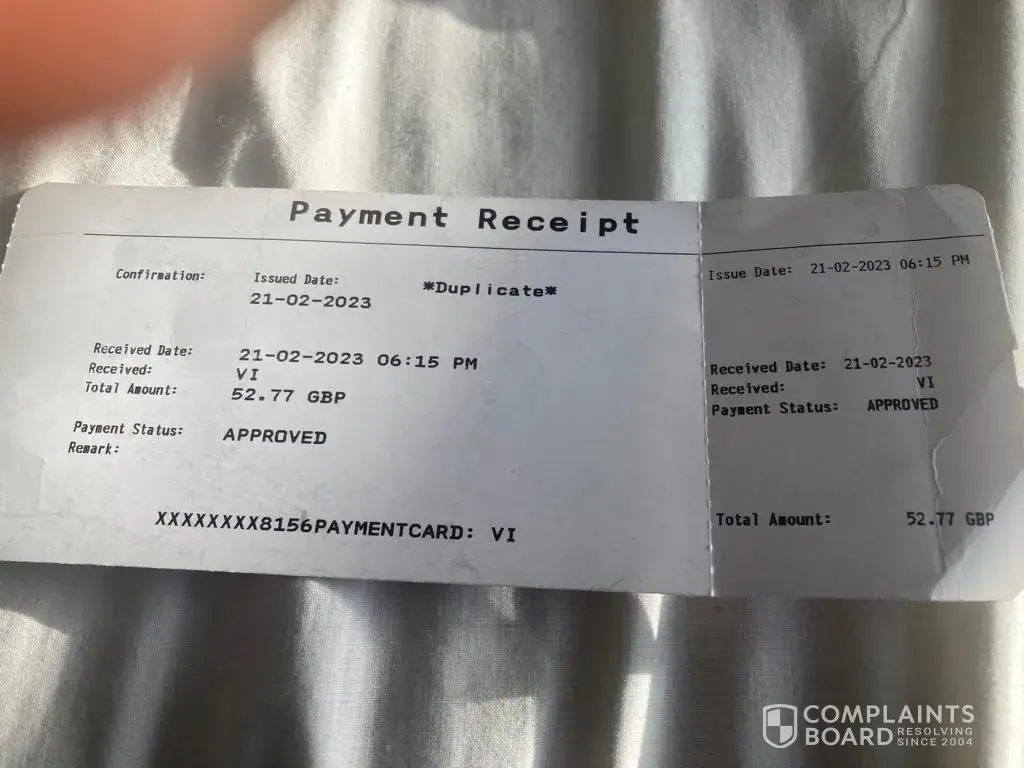 Payment Receipt
Confirmation:
Issued Date:
21-02-2023
*Duplicate*
Received Date: 21-02-2023 06:15 PM
Received: VI
Total Amount: 52.77 GBP
Payment Status: APPROVED
Remark:
XXXXXXXX8156PAYMENTCARD: VI
Issue Date: 21-02-2023 06:15 PM
Received Date: 21-02-2023
Received: VI
Payment Status: APPROVED
Total Amount: 52.77 GBP
COMPLAINTS
BOARD RESOLVING
SINCE 2004